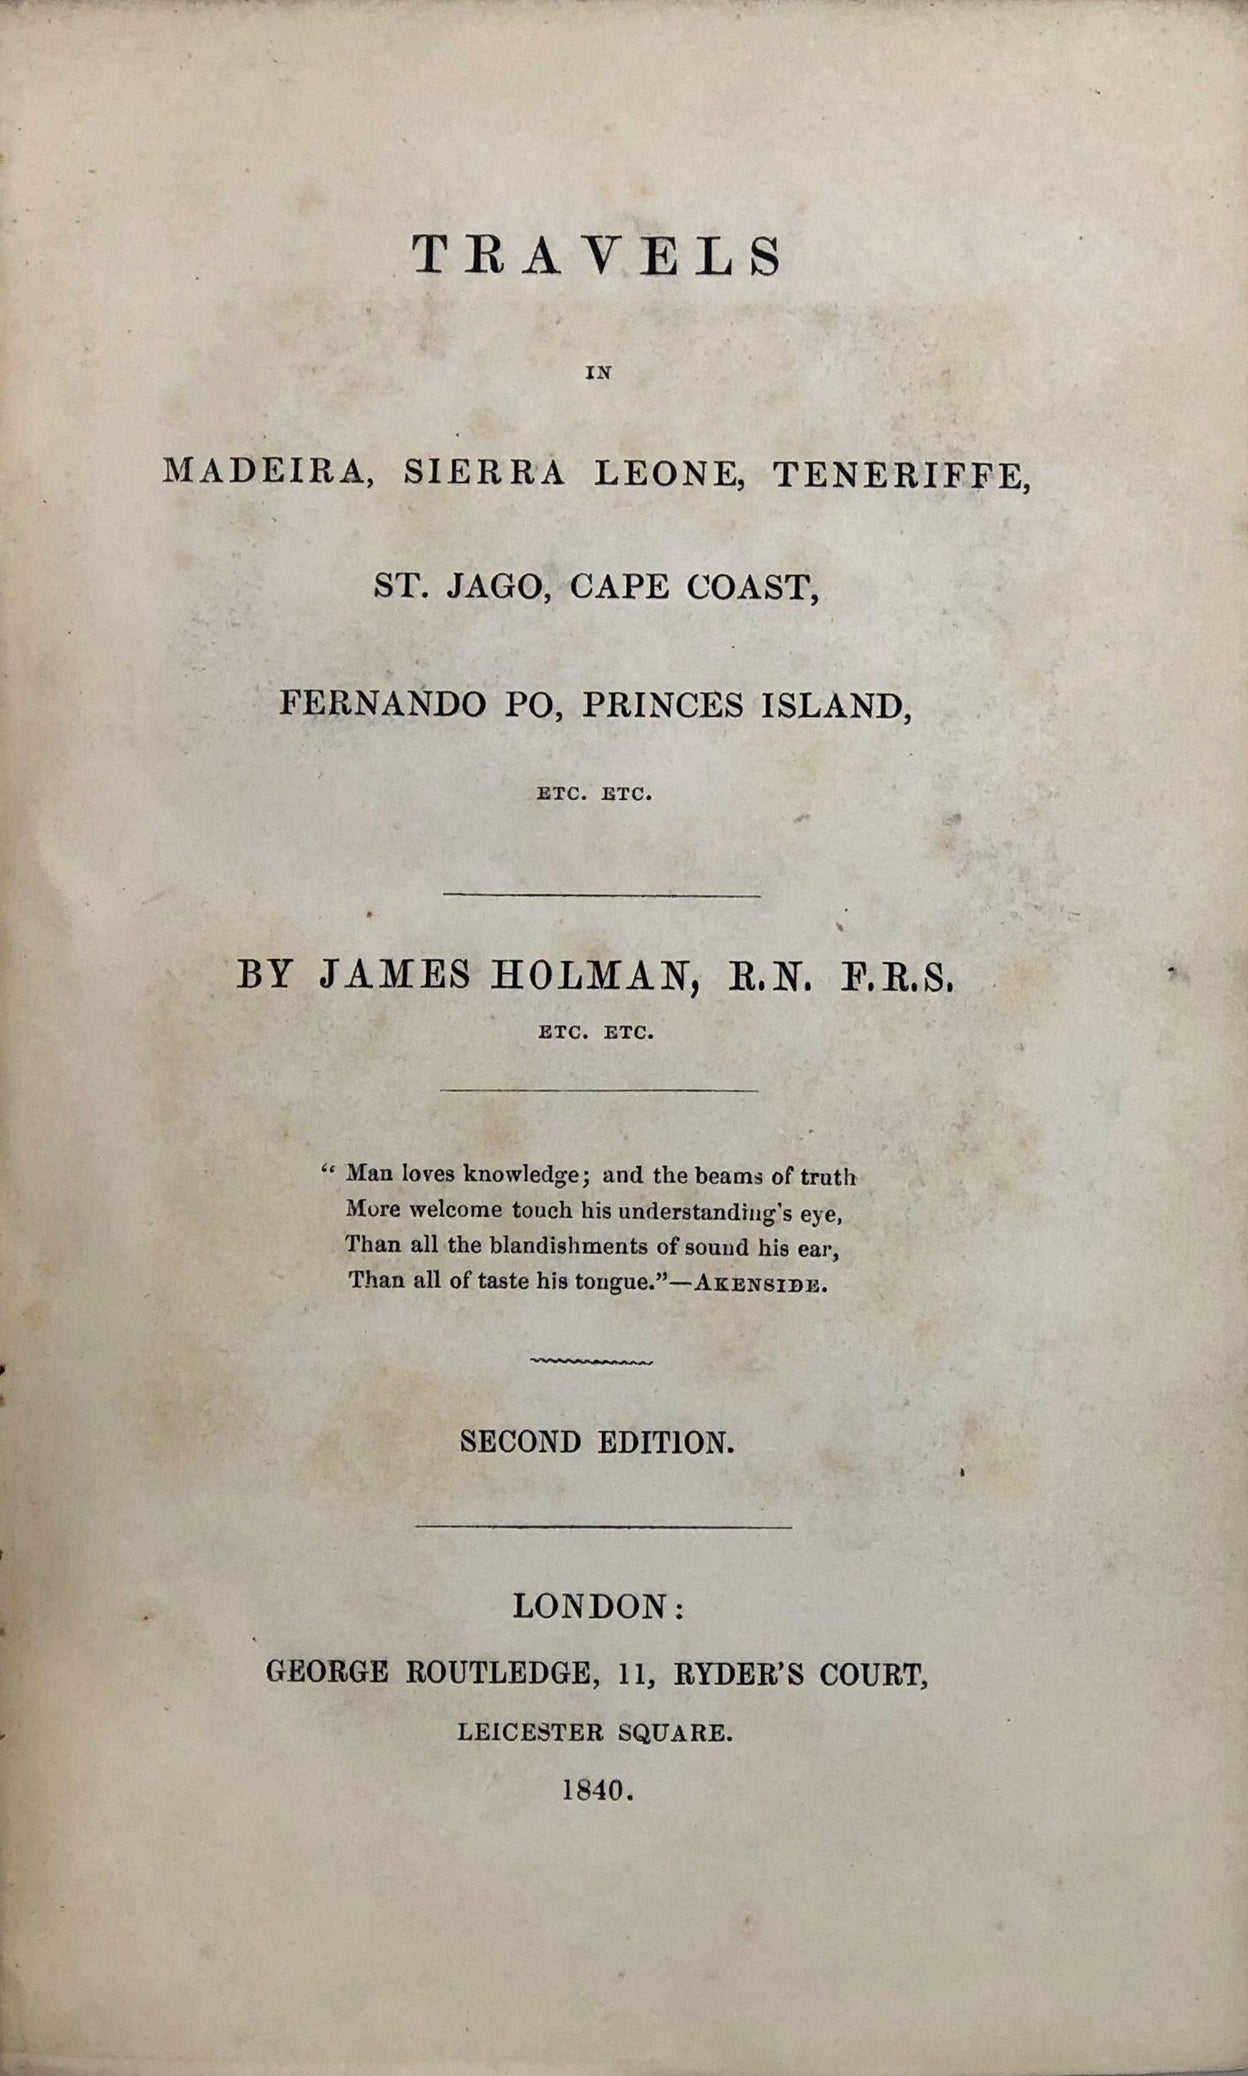 TRAVELS
IN
MADEIRA, SIERRA LEONE, TENERIFFE,
ST. JAGO, CAPE COAST,
FERNANDO PO, PRINCES ISLAND,
ETC. ETC.
BY JAMES HOLMAN, R.N. F.R.S.
ETC. ETC.
“ Man loves knowledge; and the beams of truth
More welcome touch his understanding's eye,
Than all the blandishments of sound his ear,
Than all of taste his tongue.”—AKENSIDE.
SECOND EDITION.
LONDON:
GEORGE ROUTLEDGE, 11, RYDER'S COURT,
LEICESTER SQUARE.
1840.